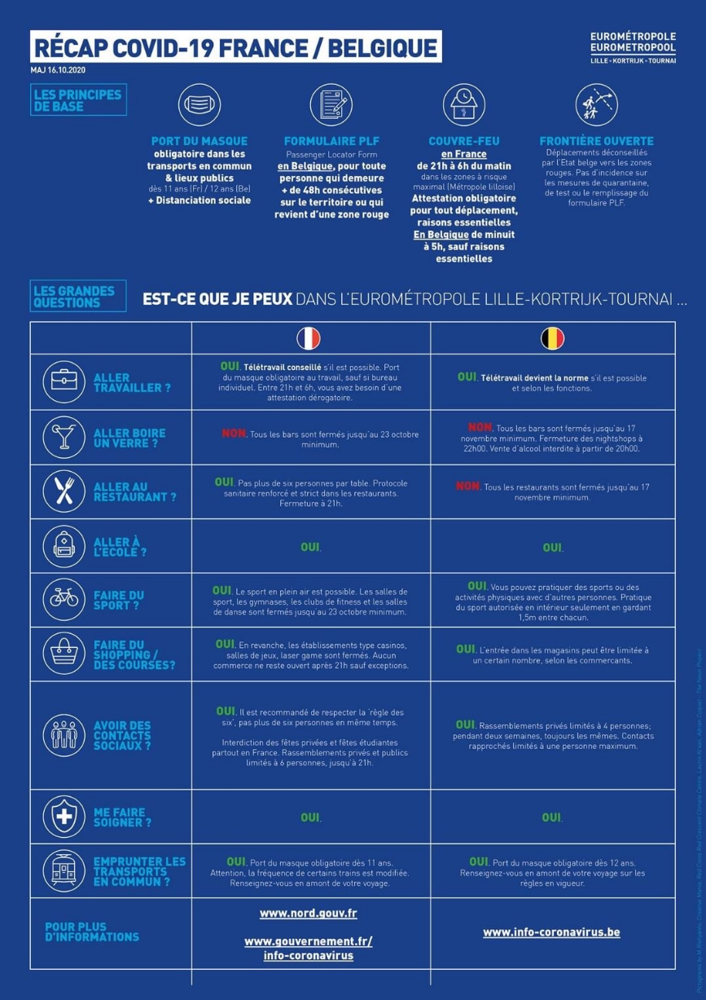 RÉCAP COVID-19 FRANCE / BELGIQUE
MAJ 16.10.2020
EUROMÉTROPOLE
EUROMETROPOOL
LILLE - KORTRIJK - TOURNAI
LES PRINCIPES
DE BASE
PORT DU MASQUE
obligatoire dans les
transports en commun
& lieux publics
dès 11 ans (Fr) / 12 ans (Be)
+ Distanciation sociale
FORMULAIRE PLF
Passenger Locator Form
en Belgique, pour toute
personne qui demeure
+ de 48h consécutives
sur le territoire ou qui
revient d'une zone rouge
COUVRE-FEU
en France
de 21h à 6h du matin
dans les zones à risque
maximal (Métropole lilloise)
Attestation obligatoire
pour tout déplacement,
raisons essentielles
En Belgique de minuit
à 5h, sauf raisons
essentielles
FRONTIÈRE OUVERTE
Déplacements déconseillés
par l'Etat belge vers les zones
rouges. Pas d'incidence sur
les mesures de quarantaine,
de test ou le remplissage du
formulaire PLF.
LES GRANDES
QUESTIONS
EST-CE QUE JE PEUX DANS L'EUROMÉTROPOLE LILLE-KORTRIJK-TOURNAI ...
ALLER
TRAVAILLER ?
OUI. Télétravail conseillé s'il est possible. Port
du masque obligatoire au travail, sauf si bureau
individuel. Entre 21h et 6h, vous avez besoin d'une
attestation dérogatoire.
OUI. Télétravail devient la norme s'il est possible
et selon les fonctions.
ALLER BOIRE
UN VERRE ?
NON. Tous les bars sont fermés jusqu'au 23 octobre
minimum.
NON. Tous les bars sont fermés jusqu'au 17
novembre minimum. Fermeture des nightshops à
22h00. Vente d'alcool interdite à partir de 20h00.
ALLER AU
RESTAURANT ?
OUI. Pas plus de six personnes par table. Protocole
sanitaire renforcé et strict dans les restaurants.
Fermeture à 21h.
NON. Tous les restaurants sont fermés jusqu'au 17
novembre minimum.
ALLER À
L'ÉCOLE ?
OUI.
OUI.
FAIRE DU
SPORT ?
OUI. Le sport en plein air est possible. Les salles de
sport, les gymnases, les clubs de fitness et les salles
de danse sont fermés jusqu'au 23 octobre minimum.
OUI. Vous pouvez pratiquer des sports ou des
activités physiques avec d'autres personnes. Pratique
du sport autorisée en intérieur seulement en gardant
1,5m entre chacun.
FAIRE DU
SHOPPING /
DES COURSES?
OUI. En revanche, les établissements type casinos,
salles de jeux, laser game sont fermés. Aucun
commerce ne reste ouvert après 21h sauf exceptions.
OUI. L'entrée dans les magasins peut être limitée à
un certain nombre, selon les commercants.
AVOIR DES
CONTACTS
SOCIAUX ?
OUI. Il est recommandé de respecter la 'règle des
six', pas plus de six personnes en même temps.
Interdiction des fêtes privées et fêtes étudiantes
partout en France. Rassemblements privés et publics
limités à 6 personnes, jusqu'à 21h.
OUI. Rassemblements privés limités à 4 personnes;
pendant deux semaines, toujours les mêmes. Contacts
rapprochés limités à une personne maximum.
ME FAIRE
SOIGNER ?
OUI.
OUI.
EMPRUNTER LES
TRANSPORTS
EN COMMUN ?
OUI. Port du masque obligatoire dès 11 ans.
Attention, la fréquence de certains trains est modifiée.
Renseignez-vous en amont de votre voyage.
OUI. Port du masque obligatoire dès 12 ans.
Renseignez-vous en amont de votre voyage sur les
règles en vigueur.
POUR PLUS
D'INFORMATIONS
www.nord.gouv.fr
www.gouvernement.fr/
info-coronavirus
www.info-coronavirus.be